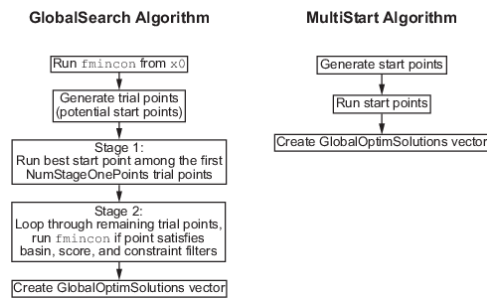 GlobalSearch Algorithm
Run fmincon from x0
Generate trial points
(potential start points)
Stage 1:
Run best start point among the first
NumStageOnePoints trial points
Stage 2:
Loop through remaining trial points,
run fmincon if point satisfies
basin, score, and constraint filters
Create GlobalOptimSolutions vector
MultiStart Algorithm
Generate start points
Run start points
Create GlobalOptimSolutions vector